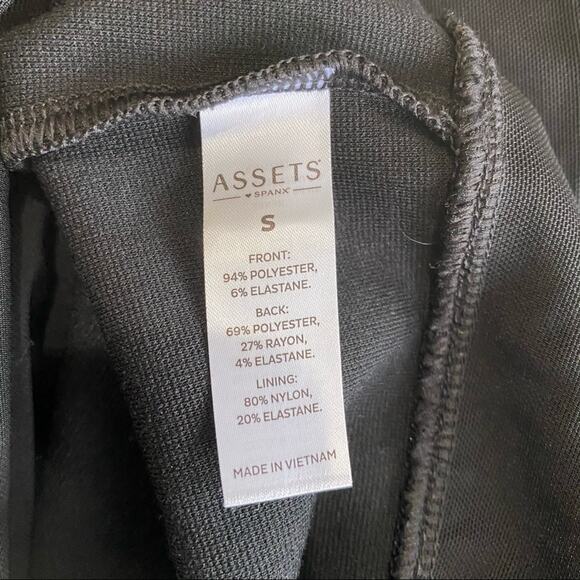 ASSETS®
♥ SPANX®
S
FRONT:
94% POLYESTER,
6% ELASTANE.
BACK:
69% POLYESTER,
27% RAYON,
4% ELASTANE.
LINING:
80% NYLON,
20% ELASTANE.
MADE IN VIETNAM